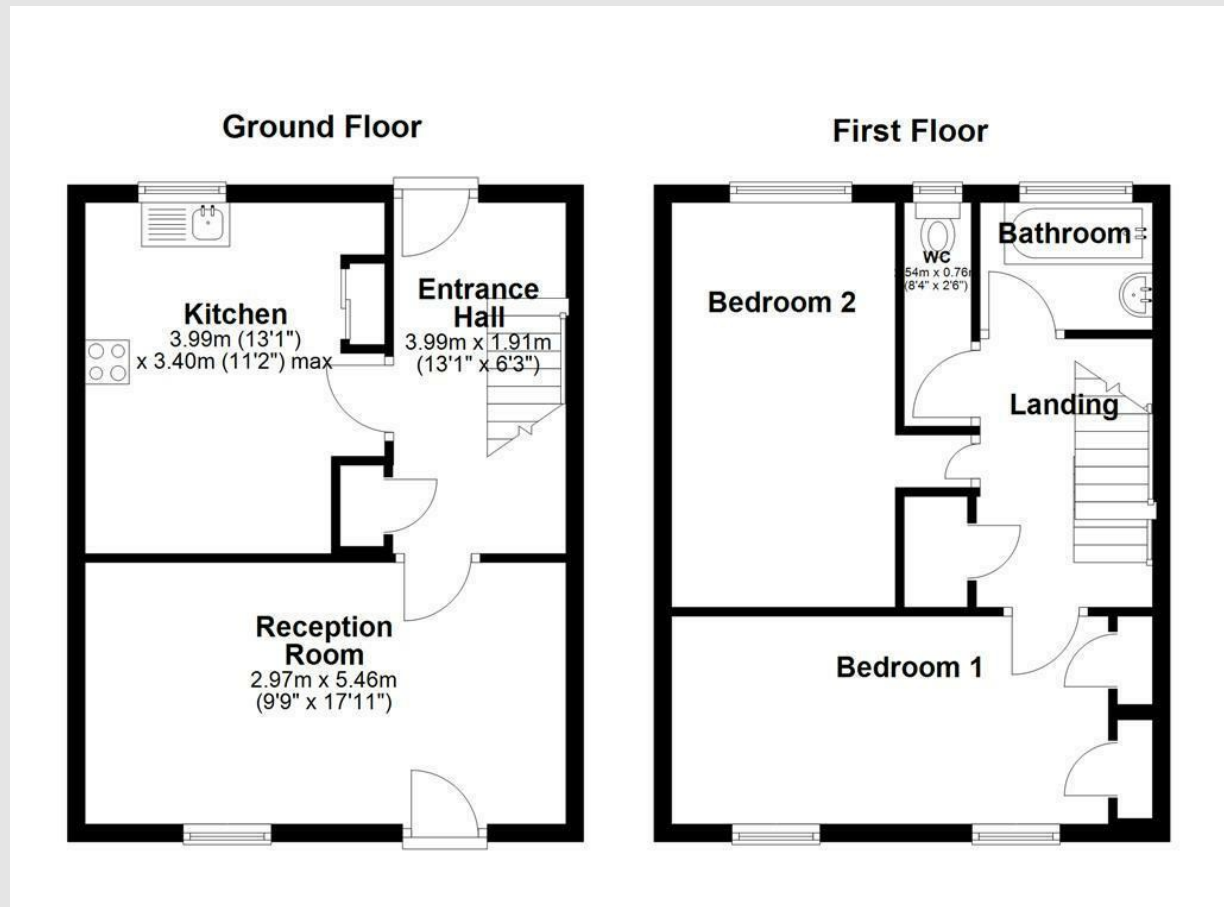 Ground Floor
First Floor
Kitchen
3.99m (13'1")
x 3.40m (11'2") max
Entrance
Hall
3.99m x 1.91m
(13'1" x 6'3")
Reception
Room
2.97m x 5.46m
(9'9" x 17'11")
Bedroom 2
WC
x 0.76m
(8'4" x 2'6")
Bathroom
Landing
Bedroom 1